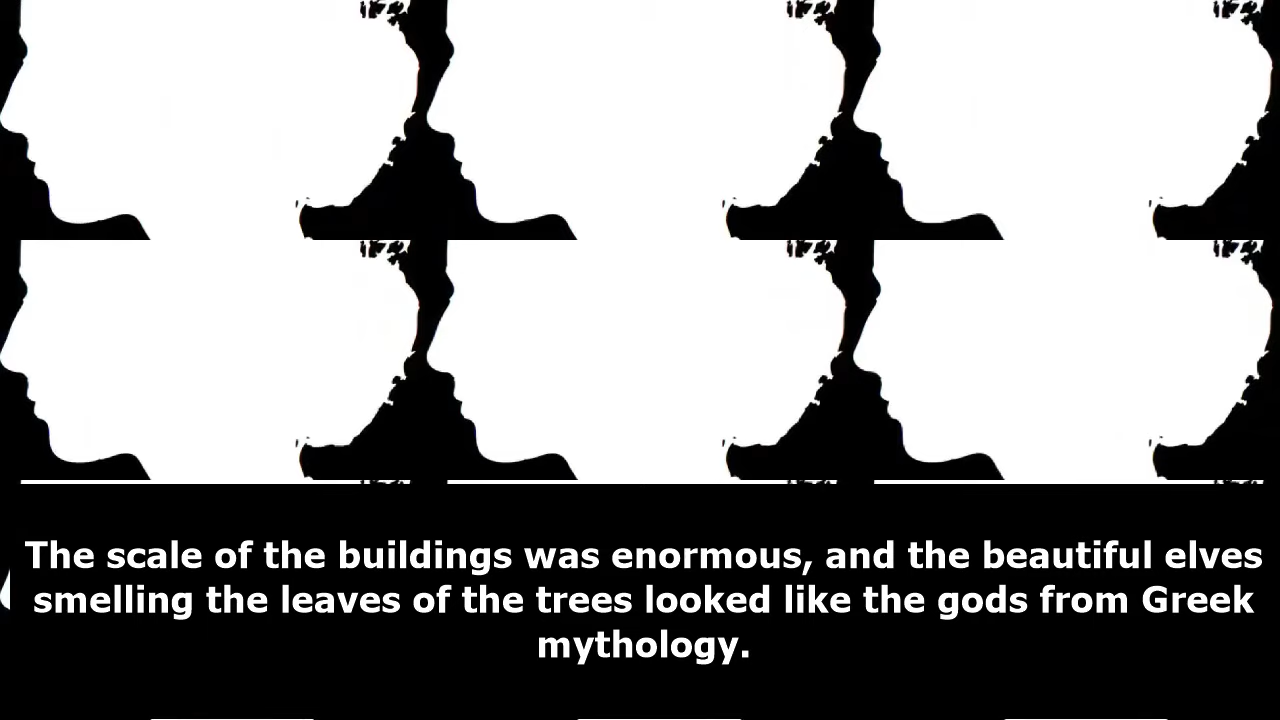 The scale of the buildings was enormous, and the beautiful elves
smelling the leaves of the trees looked like the gods from Greek
mythology.